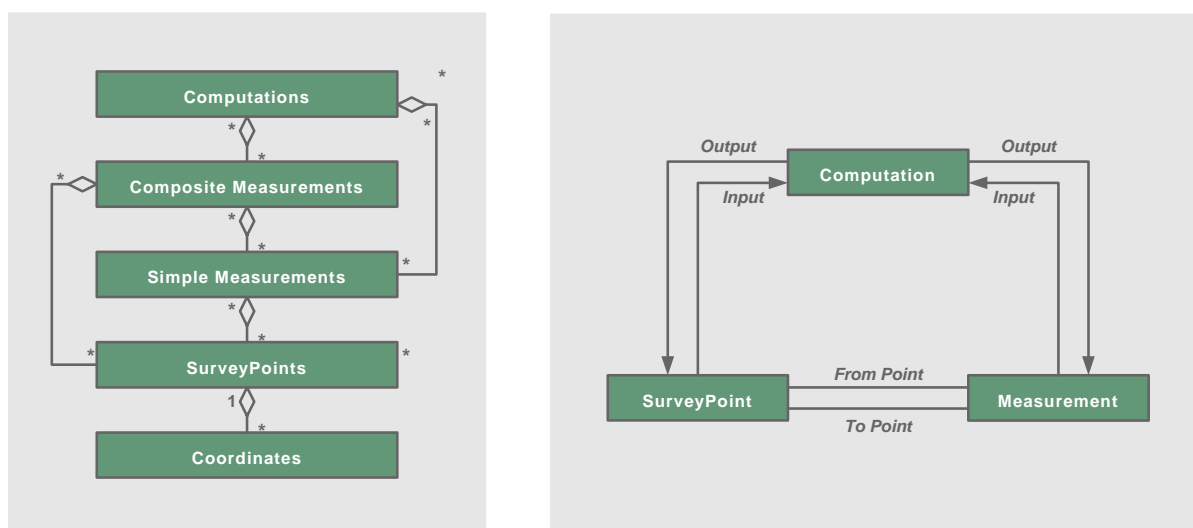 *
Computations
*
*
*
*
Composite Measurements
*
*
Simple Measurements
*
*
*
*
*
SurveyPoints
1
*
Coordinates
Output
Output
Computation
Input
Input
From Point
SurveyPoint
Measurement
To Point